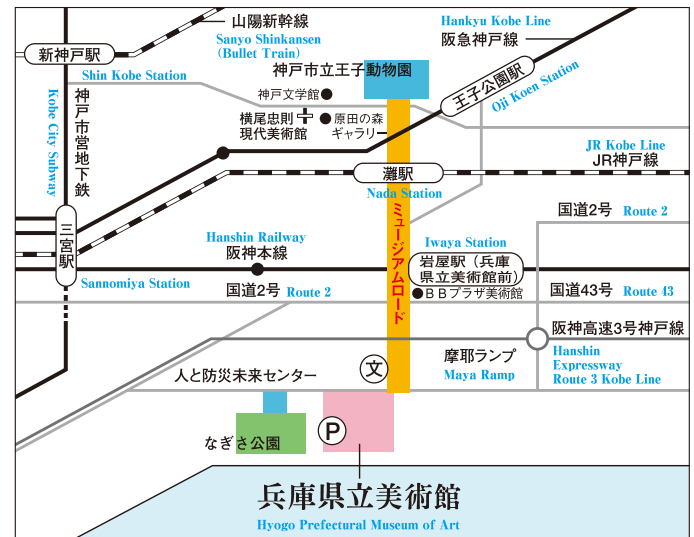 山陽新幹線
Sanyo Shinkansen
(Bullet Train)
Hankyu Kobe Line
阪急神戸線
新神戸駅
Shin Kobe Station
神戸市立王子動物園
神戸文学館
王子公園駅
Oji Koen Station
横尾忠則
現代美術館
原田の森
ギャラリー
神戸市営地下鉄
Kobe City Subway
JR Kobe Line
JR神戸線
灘駅
Nada Station
ミュージアムロード
国道2号 Route 2
三宮駅
Hanshin Railway
阪神本線
Iwaya Station
岩屋駅（兵庫
県立美術館前）
Sannomiya Station
国道2号 Route 2
BBプラザ美術館
国道43号 Route 43
阪神高速3号神戸線
Hanshin
Expressway
Route 3 Kobe Line
摩耶ランプ
Maya Ramp
文
人と防災未来センター
P
なぎさ公園
兵庫県立美術館
Hyogo Prefectural Museum of Art